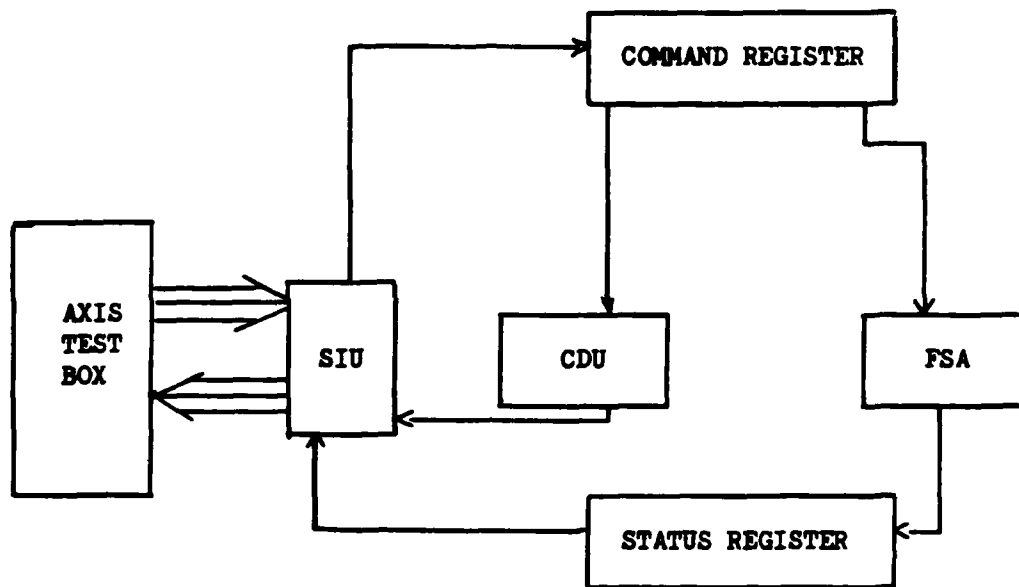 COMMAND REGISTER
AXIS
TEST
BOX
SIU
CDU
FSA
STATUS REGISTER